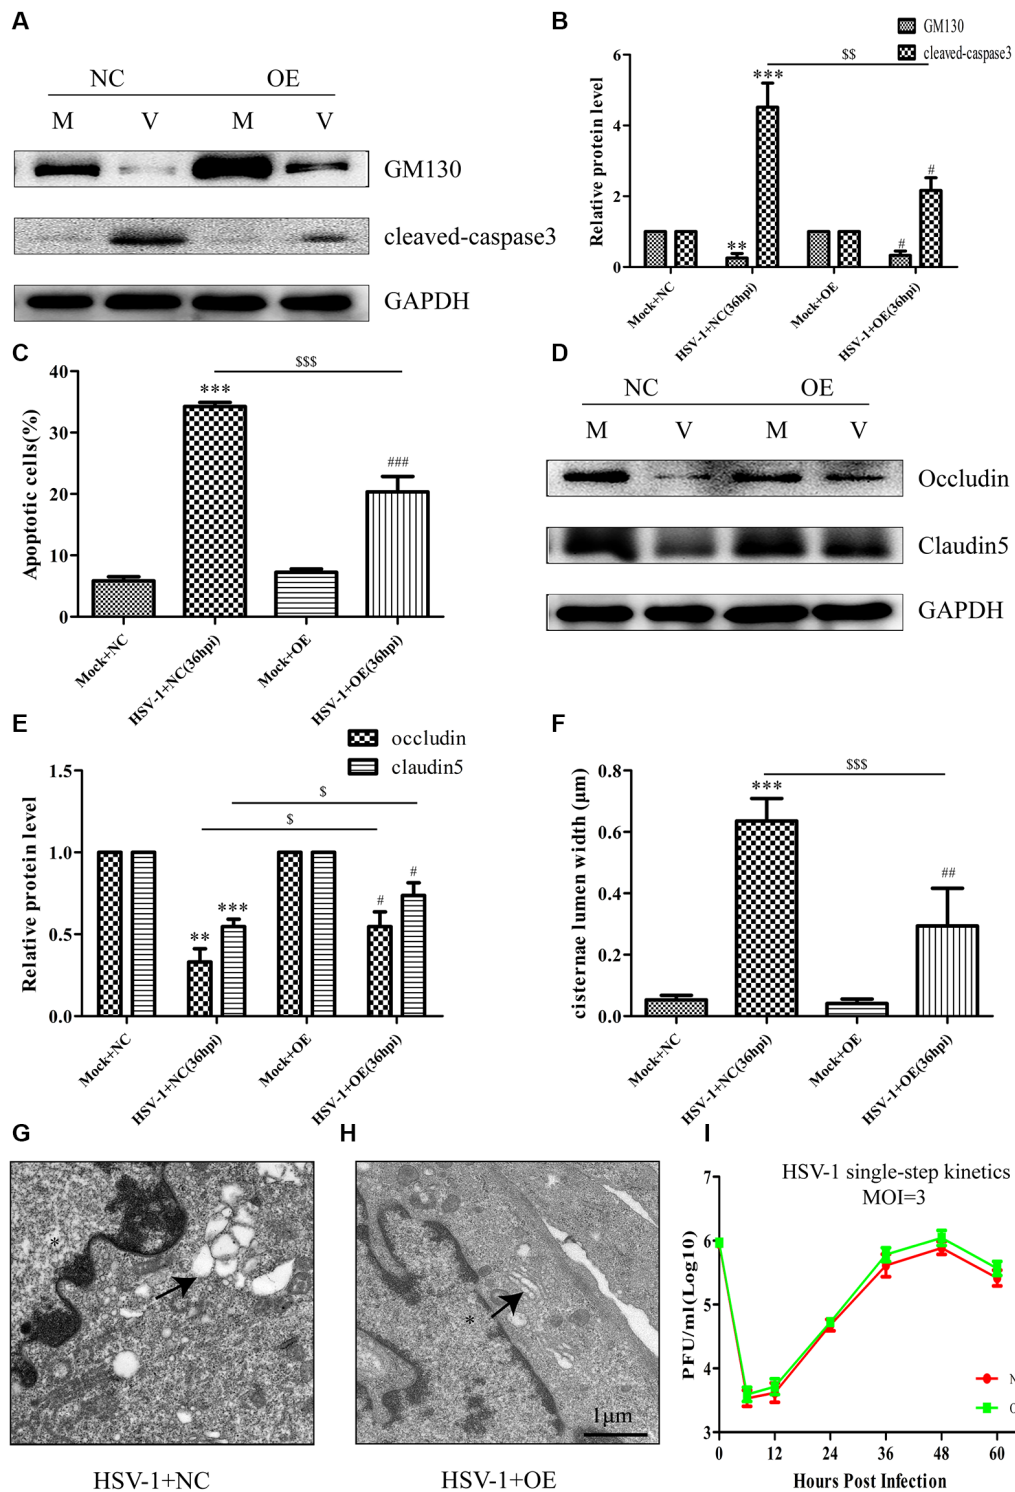 A
NC OE
M V M V
GM130
cleaved-caspase3
GAPDH
B
GM130
cleaved-caspase3
Relative protein level
6
4
2
0
** *** # # $$
Mock+NC
HSV-1+NC(36hpi)
Mock+OE
HSV-1+OE(36hpi)
C
Apoptotic cells(%)
40
30
20
10
0
*** ### $$$
Mock+NC
HSV-1+NC(36hpi)
Mock+OE
HSV-1+OE(36hpi)
D
NC OE
M V M V
Occludin
Claudin5
GAPDH
E
occludin
claudin5
Relative protein level
1.5
1.0
0.5
0.0
$
$
** *** # #
Mock+NC
HSV-1+NC(36hpi)
Mock+OE
HSV-1+OE(36hpi)
F
cisternae lumen width (μm)
0.8
0.6
0.4
0.2
0.0
*** ## $$$
Mock+NC
HSV-1+NC(36hpi)
Mock+OE
HSV-1+OE(36hpi)
G
*
HSV-1+NC
H
*
1μm
HSV-1+OE
I
HSV-1 single-step kinetics
MOI=3
PFU/ml(Log10)
7
6
5
4
3
0 12 24 36 48 60
Hours Post Infection